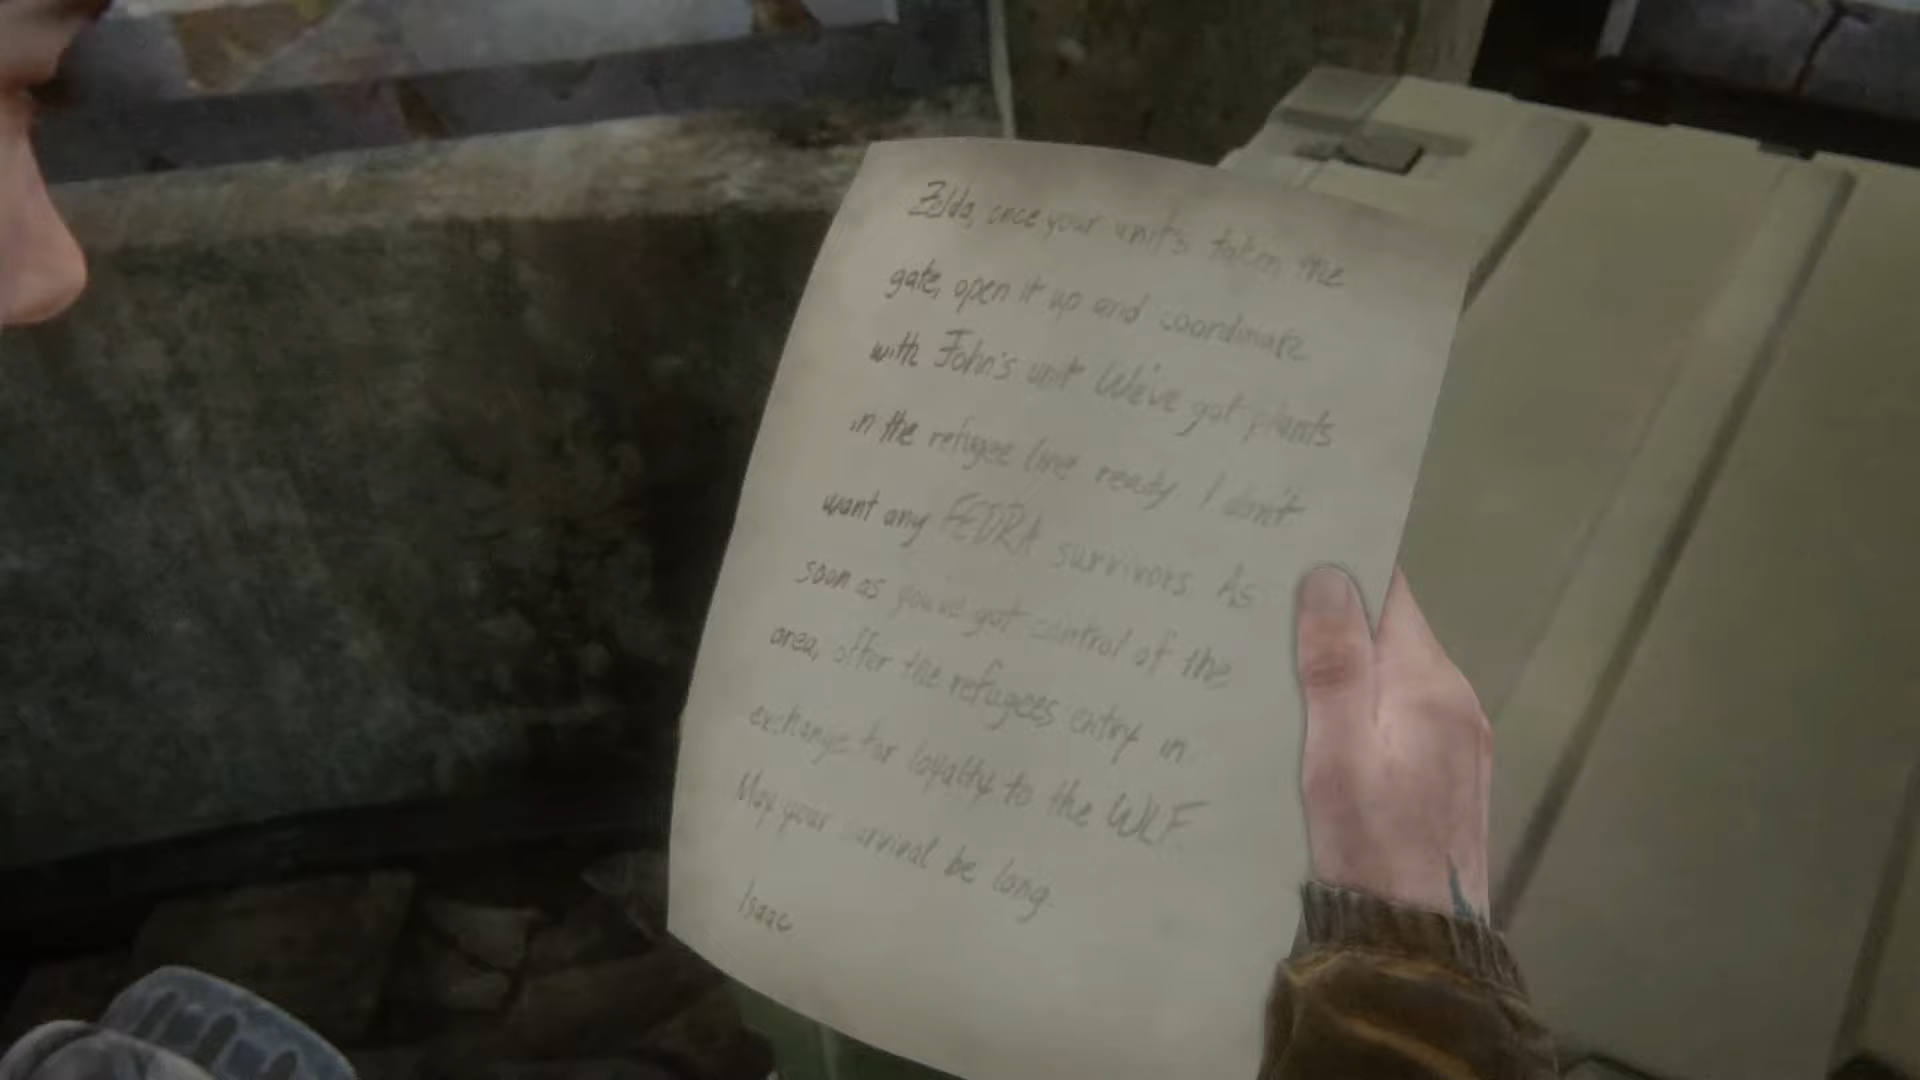 Zelda, once your unit's taken the
gate, open it up and coordinate
with John's unit We've got plants
in the refugee line ready. I don't
want any FEDRA survivors. As
soon as you've got control of the
area, offer the refugees entry in
exchange for loyalty to the WLF.
May your survival be long.
Isaac